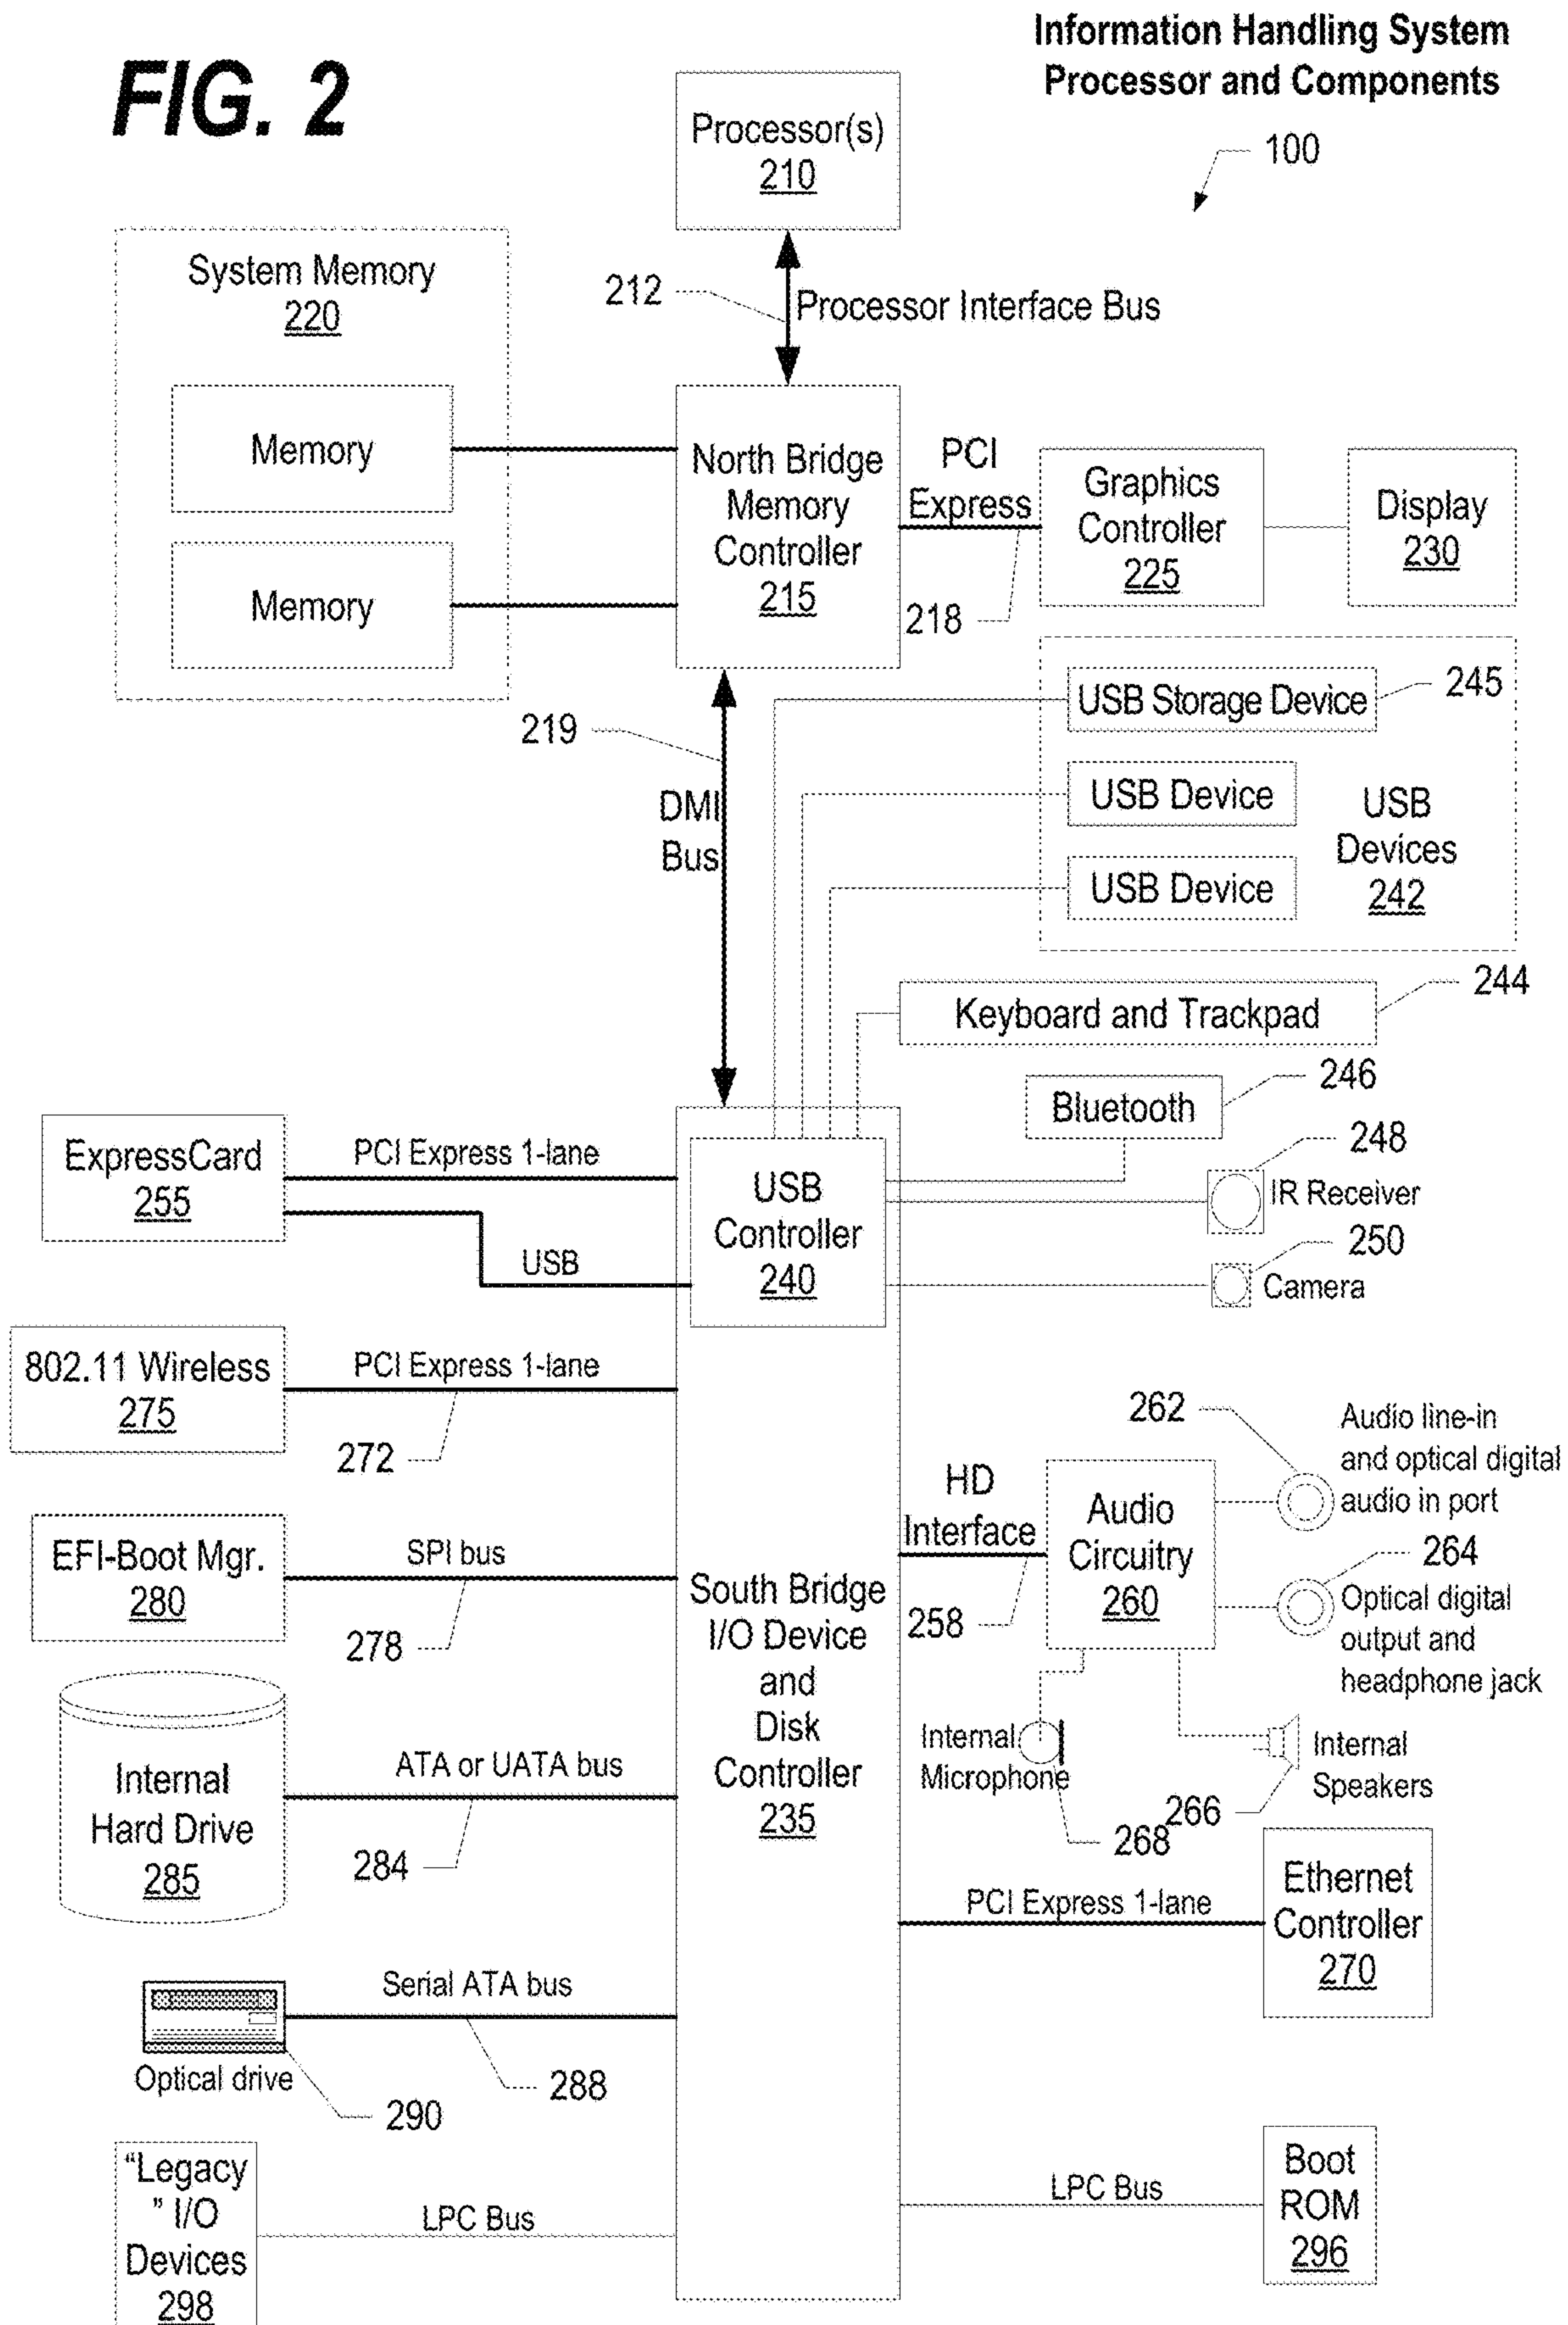 Information Handling System
Processor and Components
FIG. 2
100
Processor(s)
210
212
Processor Interface Bus
System Memory
220
Memory
Memory
North Bridge
Memory
Controller
215
PCI
Express
218
Graphics
Controller
225
Display
230
219
DMI
Bus
USB Storage Device
245
USB Device
USB Device
USB
Devices
242
244
Keyboard and Trackpad
246
Bluetooth
248
IR Receiver
250
Camera
ExpressCard
255
PCI Express 1-lane
USB
USB
Controller
240
802.11 Wireless
275
PCI Express 1-lane
272
EFI-Boot Mgr.
280
SPI bus
278
Internal
Hard Drive
285
ATA or UATA bus
284
South Bridge
I/O Device
and
Disk
Controller
235
HD
Interface
258
Audio
Circuitry
260
262
Audio line-in
and optical digital
audio in port
264
Optical digital
output and
headphone jack
Internal
Microphone
268
266
Internal
Speakers
PCI Express 1-lane
Ethernet
Controller
270
Serial ATA bus
288
Optical drive
290
"Legacy
" I/O
Devices
298
LPC Bus
LPC Bus
Boot
ROM
296